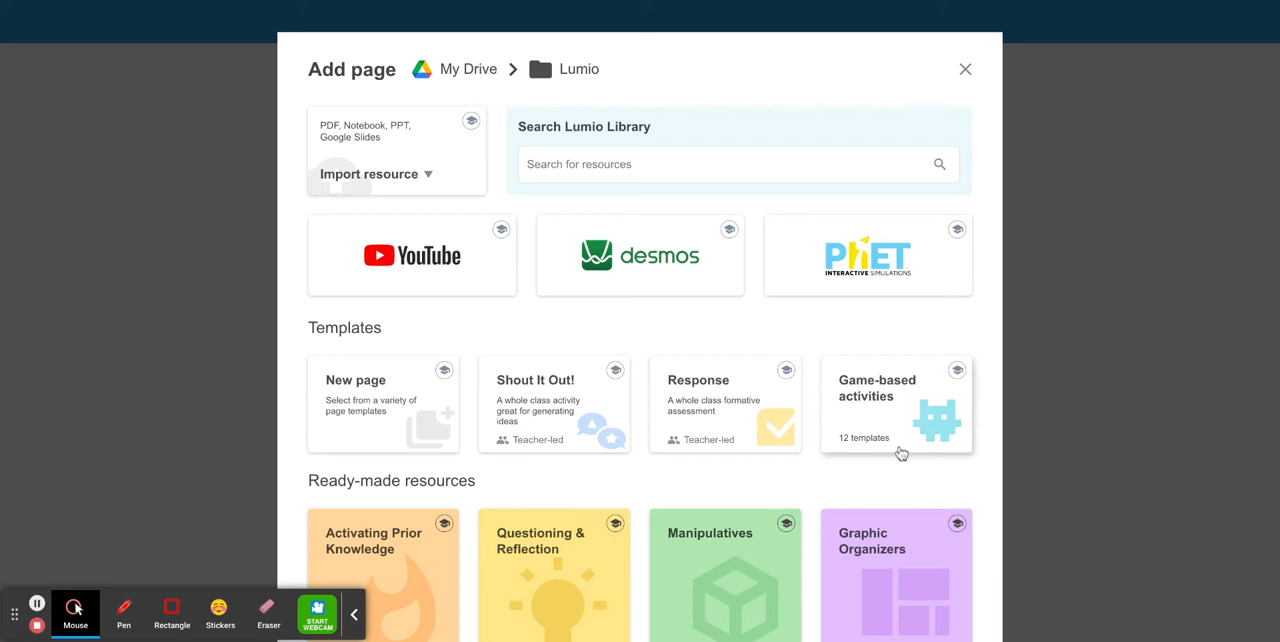 Add page My Drive Lumio
PDF, Notebook, PPT,
Google Slides
Import resource
Search Lumio Library
Search for resources
YouTube
desmos
PhET
INTERACTIVE SIMULATIONS
Templates
New page
Select from a variety of
page templates
Shout It Out!
A whole class activity
great for generating
ideas
Teacher-led
Response
A whole class formative
assessment
Teacher-led
Game-based
activities
12 templates
Ready-made resources
Activating Prior
Knowledge
Questioning &
Reflection
Manipulatives
Graphic
Organizers
Mouse
Pen
Rectangle
Stickers
Eraser
START
WEBCAM